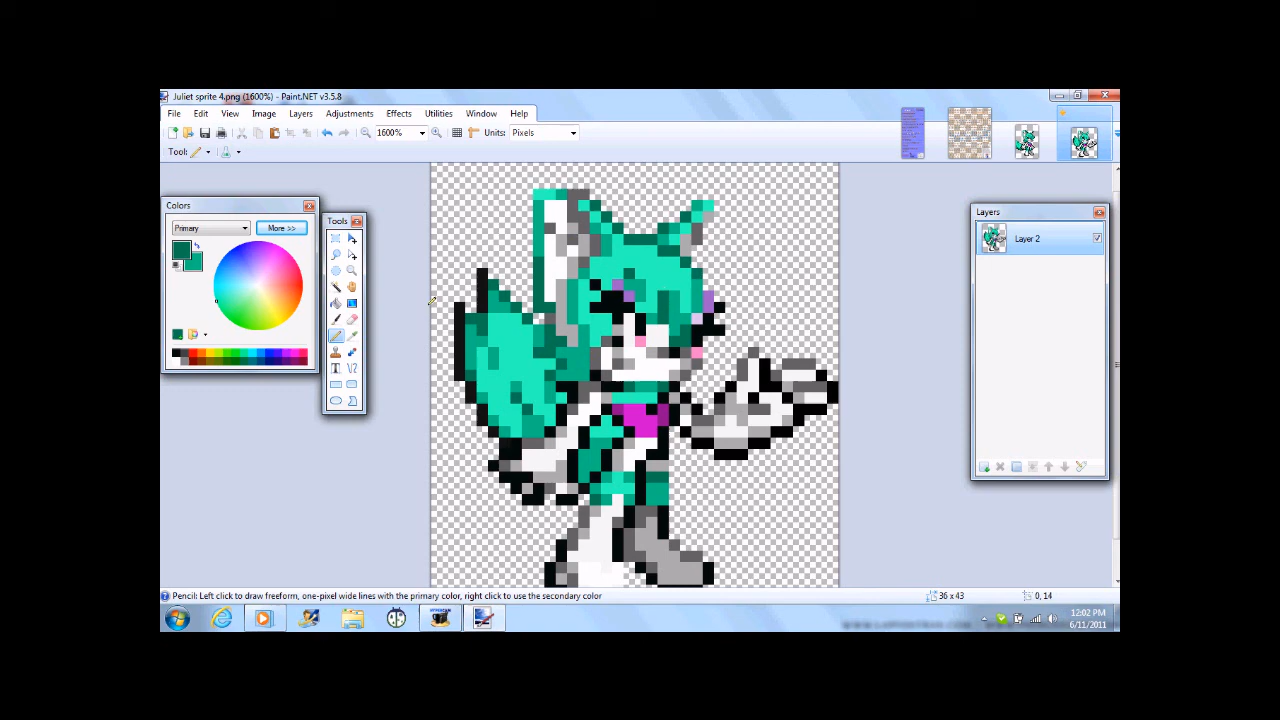 Juliet sprite 4.png (1600%) - Paint.NET v3.5.8
File Edit View Image Layers Adjustments Effects Utilities Window Help
1600% Units: Pixels
Tool:
Colors
Primary More >>
Tools
Layers
Layer 2
Pencil: Left click to draw freeform, one-pixel wide lines with the primary color, right click to use the secondary color
36 x 43
0, 14
12:02 PM
6/11/2011